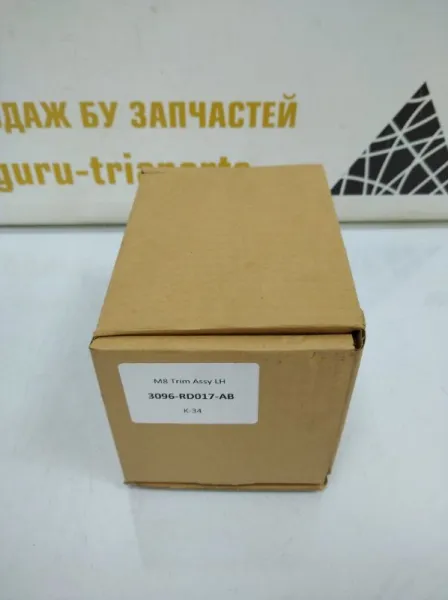 ДАЖ БУ ЗАПЧАСТЕЙ
guru-triaparts
M8 Trim Assy LH
3096-RD017-AB
K-34